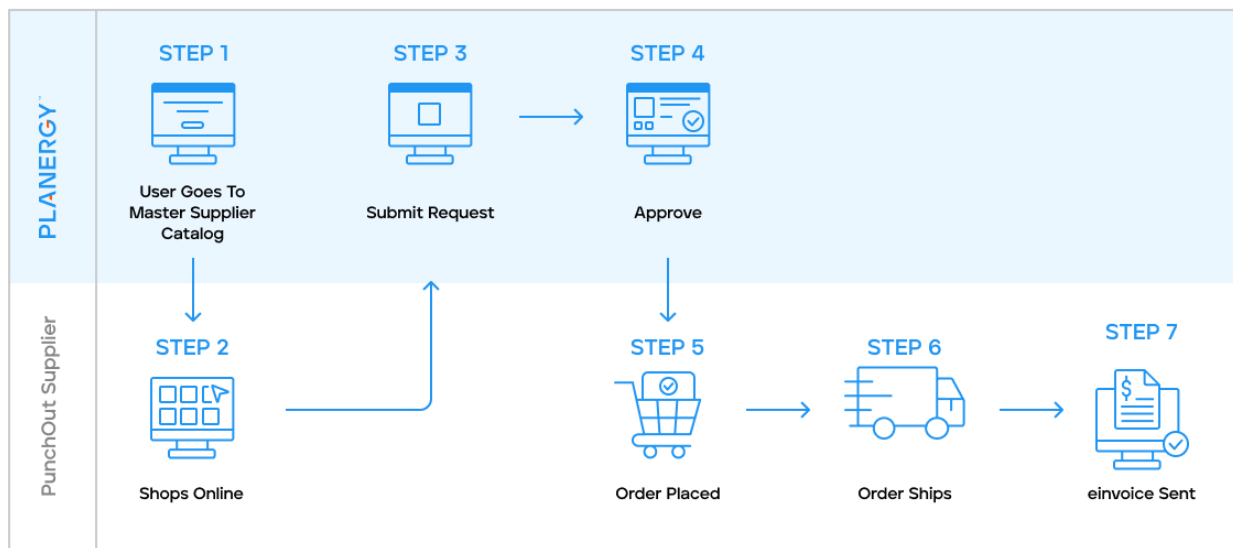 PLANERGY
STEP 1
User Goes To
Master Supplier
Catalog
STEP 3
Submit Request
STEP 4
Approve
PunchOut Supplier
STEP 2
Shops Online
STEP 5
Order Placed
STEP 6
Order Ships
STEP 7
$
einvoice Sent